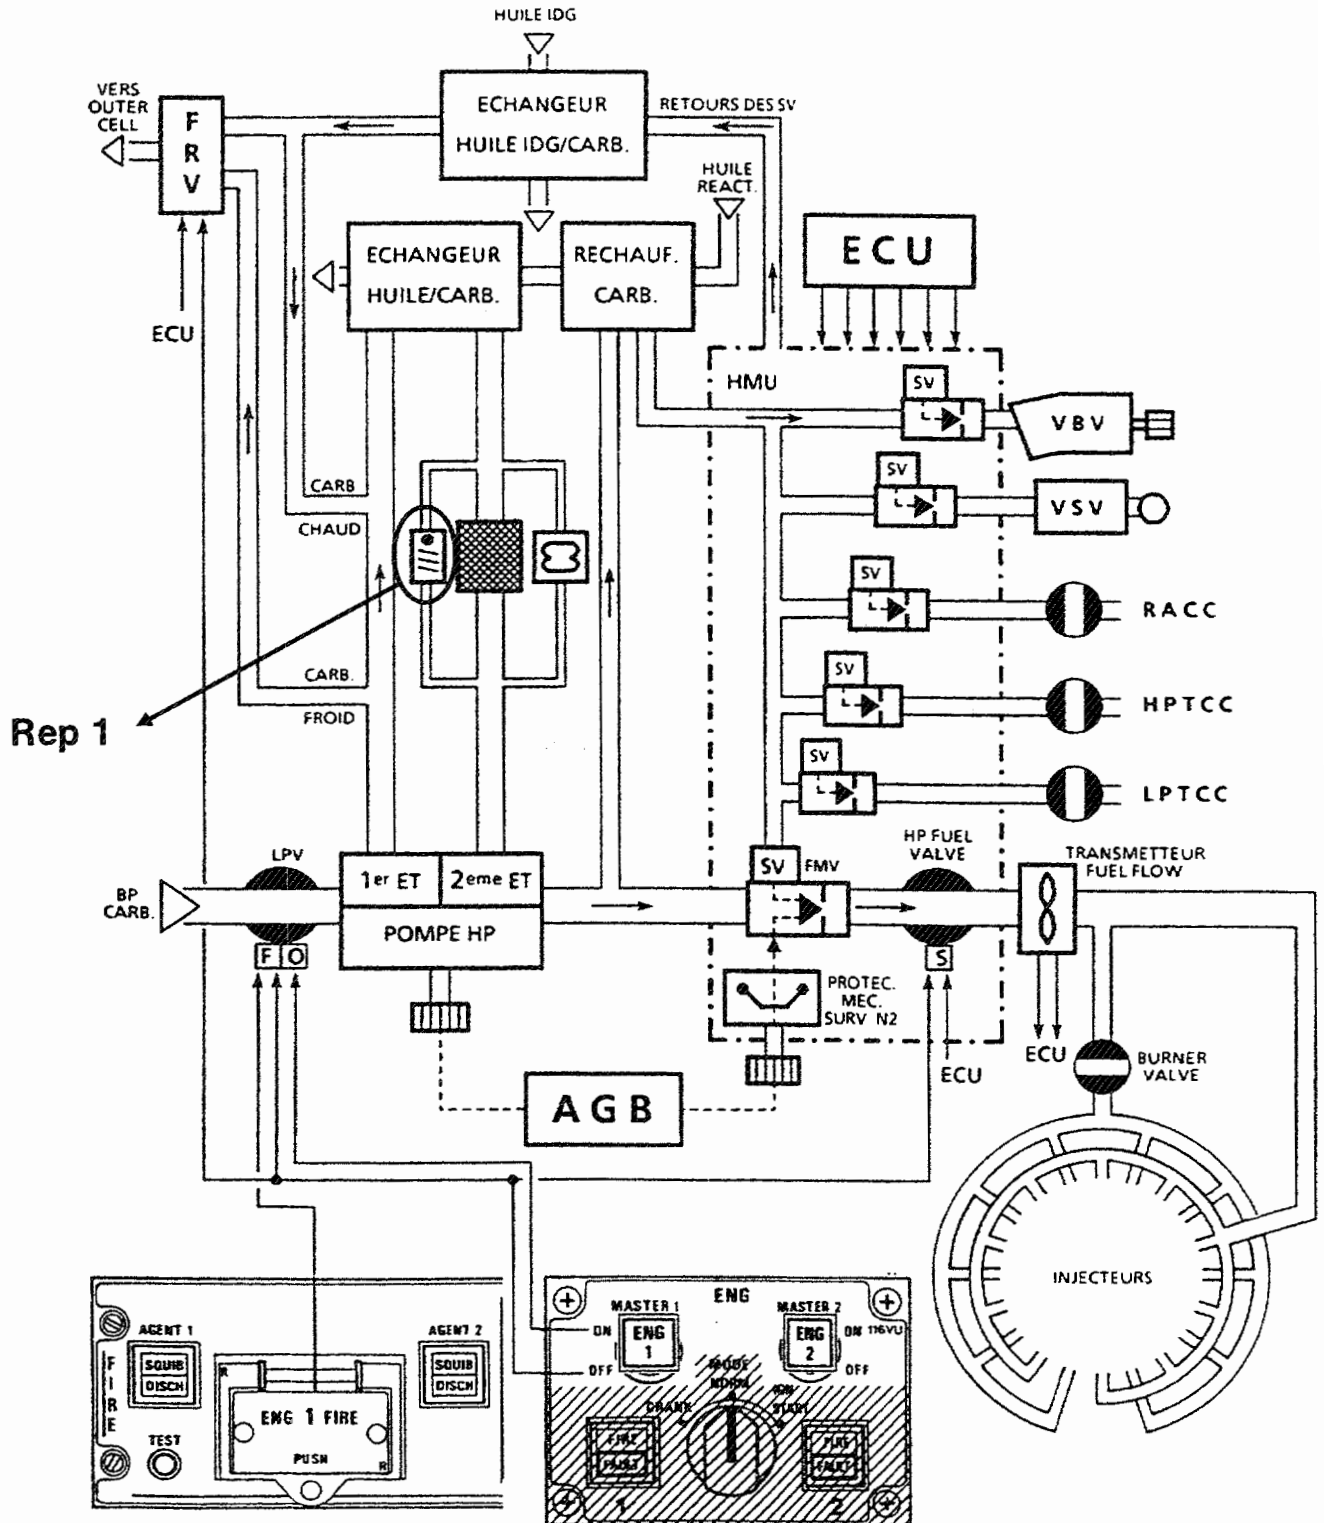 HUILE IDG
VERS
OUTER
CELL
F
R
V
ECHANGEUR
HUILE IDG/CARB.
RETOURS DES SV
HUILE
REACT.
ECHANGEUR
HUILE/CARB.
RECHAUF.
CARB.
ECU
ECU
HMU
SV
VBV
SV
VSV
CARB
CHAUD
SV
RACC
SV
HPTCC
CARB.
FROID
Rep 1
SV
LPTCC
BP
CARB.
LPV
F O
1er ET
2eme ET
POMPE HP
SV
FMV
HP FUEL
VALVE
S
TRANSMETTEUR
FUEL FLOW
PROTEC.
MEC.
SURV N2
ECU
ECU
BURNER
VALVE
AGB
INJECTEURS
FIRE
AGENT 1
SQUIB
DISCH
TEST
R
ENG 1 FIRE
PUSH
R
AGENT 2
SQUIB
DISCH
ENG
MASTER 1
ON
ENG
1
OFF
MASTER 2
ENG
2
ON 116VU
OFF
MODE
NORM
CRANK
IGN
START
FIRE
FAULT
1
FIRE
FAULT
2